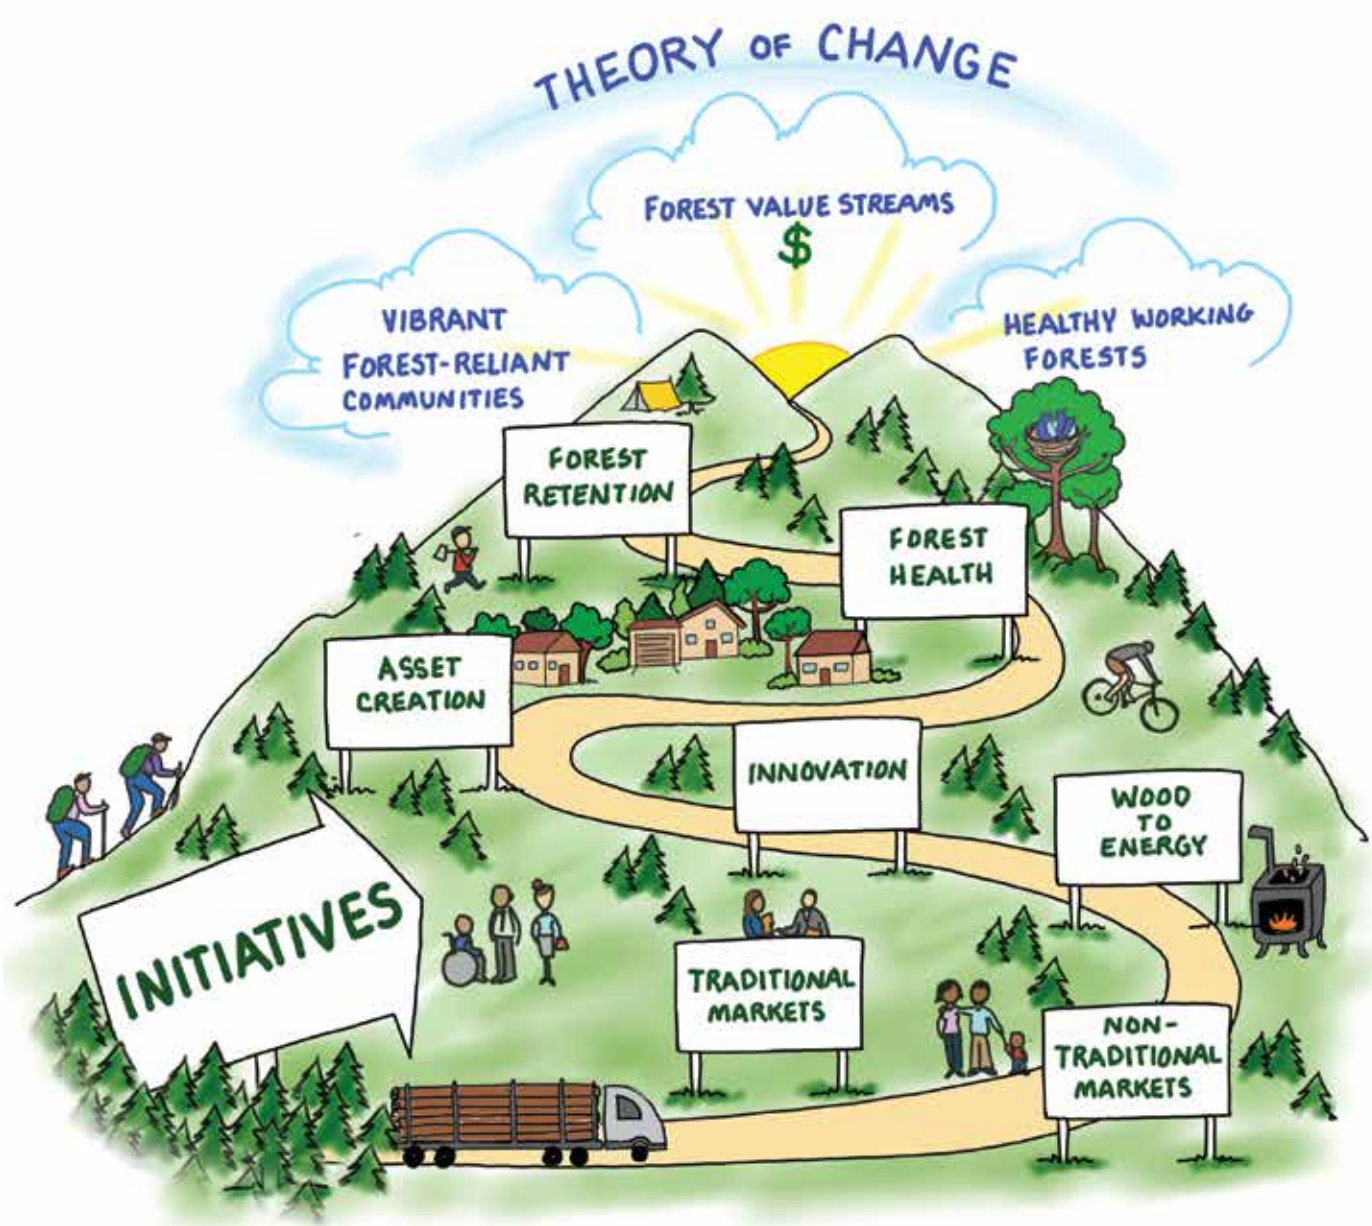 THEORY OF CHANGE
FOREST VALUE STREAMS
$
VIBRANT
FOREST-RELIANT
COMMUNITIES
HEALTHY WORKING
FORESTS
FOREST
RETENTION
FOREST
HEALTH
ASSET
CREATION
INNOVATION
WOOD
TO
ENERGY
INITIATIVES
TRADITIONAL
MARKETS
NON-
TRADITIONAL
MARKETS